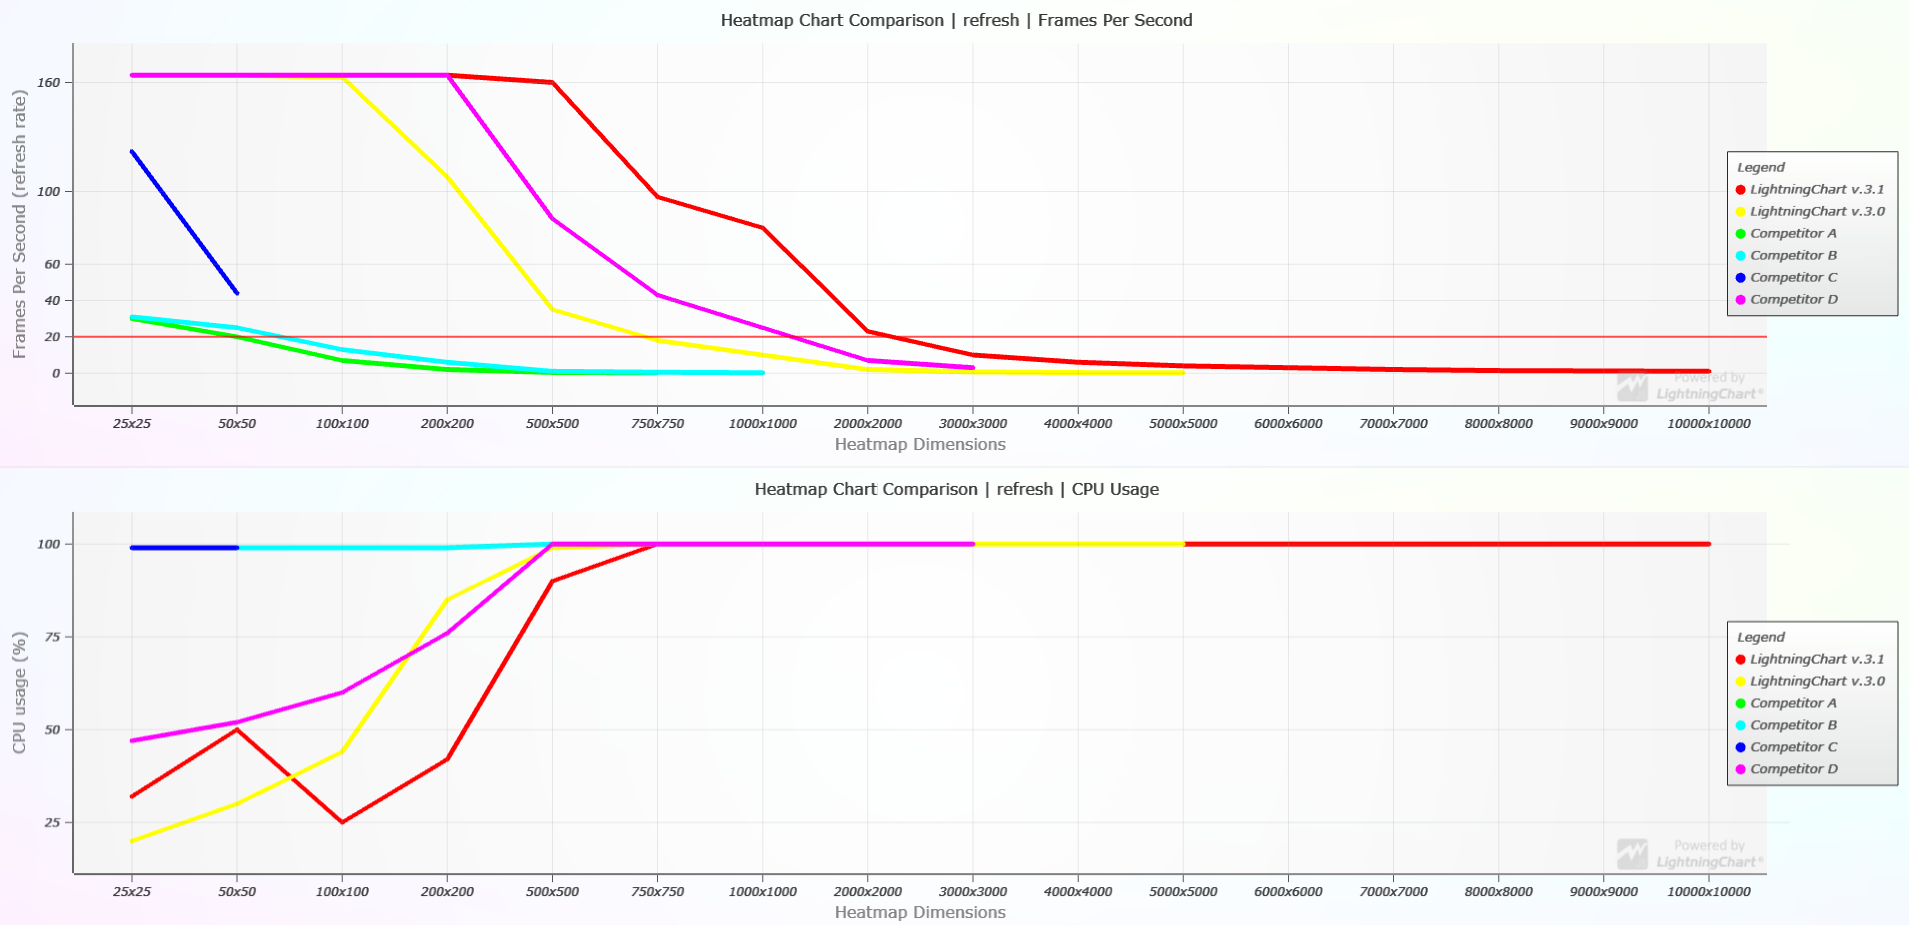 Heatmap Chart Comparison | refresh | Frames Per Second
Frames Per Second (refresh rate)
160
100
60
40
20
0
Legend
LightningChart v.3.1
LightningChart v.3.0
Competitor A
Competitor B
Competitor C
Competitor D
Powered by
LightningChart®
25x25 50x50 100x100 200x200 500x500 750x750 1000x1000 2000x2000 3000x3000 4000x4000 5000x5000 6000x6000 7000x7000 8000x8000 9000x9000 10000x10000
Heatmap Dimensions
Heatmap Chart Comparison | refresh | CPU Usage
CPU usage (%)
100
75
50
25
Legend
LightningChart v.3.1
LightningChart v.3.0
Competitor A
Competitor B
Competitor C
Competitor D
Powered by
LightningChart®
25x25 50x50 100x100 200x200 500x500 750x750 1000x1000 2000x2000 3000x3000 4000x4000 5000x5000 6000x6000 7000x7000 8000x8000 9000x9000 10000x10000
Heatmap Dimensions